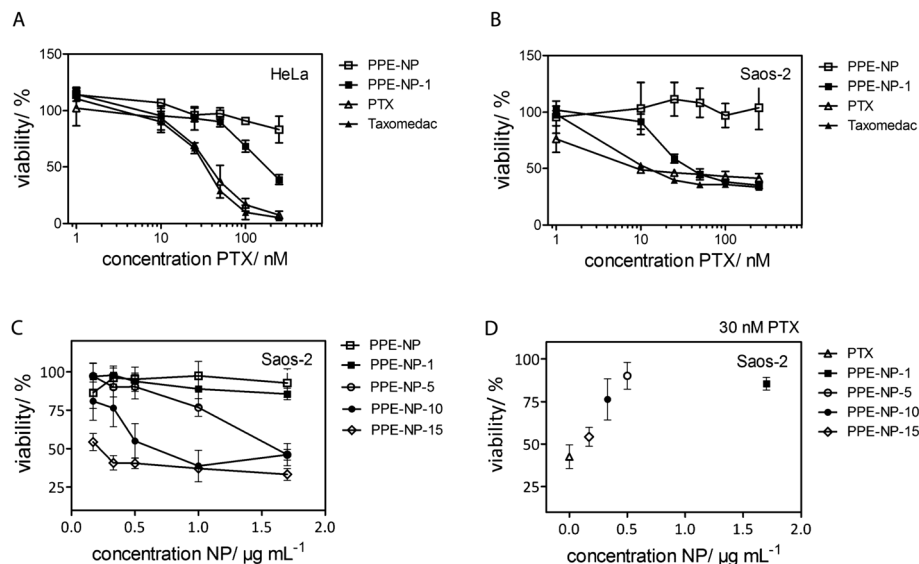 A
HeLa
PPE-NP
PPE-NP-1
PTX
Taxomedac
viability/ %
150
100
50
0
1
10
100
concentration PTX/ nM
B
Saos-2
PPE-NP
PPE-NP-1
PTX
Taxomedac
viability/ %
150
100
50
0
1
10
100
concentration PTX/ nM
C
Saos-2
PPE-NP
PPE-NP-1
PPE-NP-5
PPE-NP-10
PPE-NP-15
viability/ %
100
75
50
25
0.0
0.5
1.0
1.5
2.0
concentration NP/ µg mL⁻¹
D
30 nM PTX
Saos-2
PTX
PPE-NP-1
PPE-NP-5
PPE-NP-10
PPE-NP-15
viability/ %
100
75
50
25
0.0
0.5
1.0
1.5
2.0
concentration NP/ µg mL⁻¹